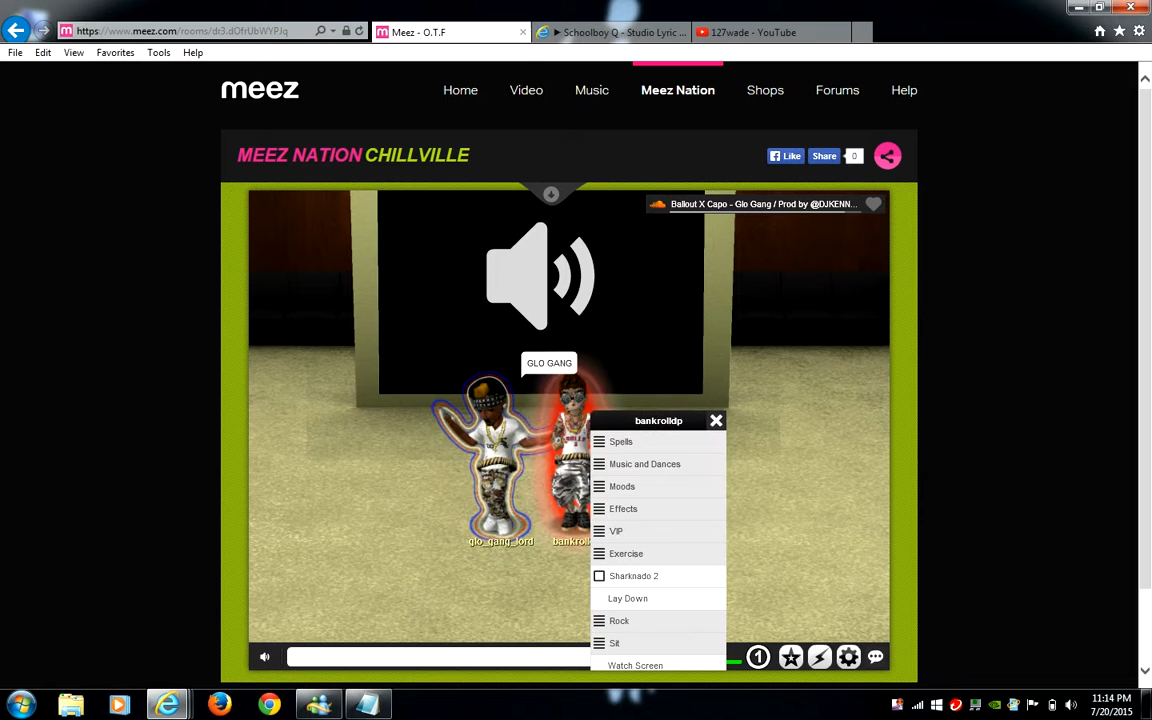 https://www.meez.com/rooms/dr3.dOfrUbWYPJq
Meez - O.T.F
► Schoolboy Q - Studio Lyric ...
127wade - YouTube
File Edit View Favorites Tools Help
meez
Home Video Music Meez Nation Shops Forums Help
MEEZ NATION CHILLVILLE
Like Share 0
Ballout X Capo - Glo Gang / Prod by @DJKENN...
GLO GANG
bankrolldp
Spells
Music and Dances
Moods
Effects
VIP
Exercise
Sharknado 2
Lay Down
Rock
Sit
Watch Screen
glo_gang_lord
1
11:14 PM
7/20/2015